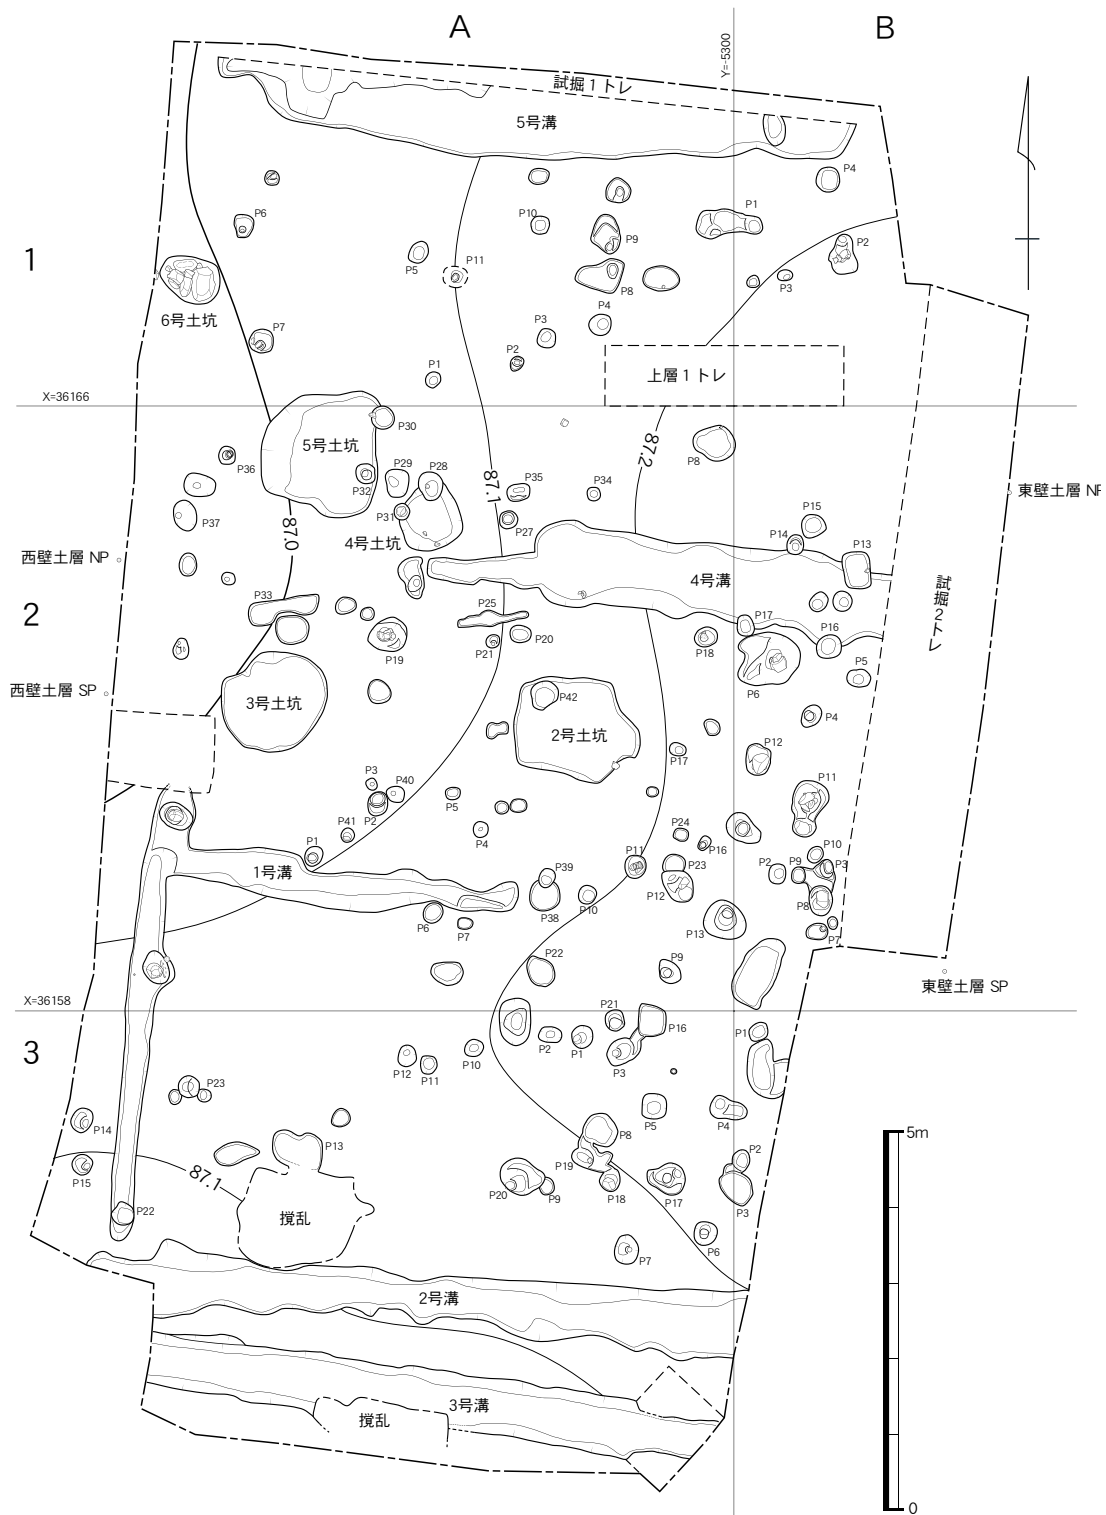 A
B
Y=-5300
試掘1トレ
5号溝
P4
P6
P10
P1
P9
P5
P11
P2
1
P8
P3
6号土坑
P4
P7
P3
P2
P1
上層1トレ
X=36166
P30
5号土坑
87.2
P8
P36
P29
P28
P32
87.1
P35
P34
東壁土層 NP
P37
P31
P15
87.0
4号土坑
P27
P14
P13
西壁土層 NP
4号溝
試掘2トレ
P33
P25
2
P17
P16
P19
P21
P20
P18
P5
西壁土層 SP
P6
3号土坑
P42
P4
2号土坑
P17
P12
P3
P40
P11
P5
P2
P41
P4
P24
P16
P1
P11
P10
1号溝
P39
P23
P2
P9
P3
P12
P6
P7
P38
P10
P8
P13
P7
P22
P9
東壁土層 SP
X=36158
P21
P16
P1
3
P2
P1
P12
P11
P10
P3
P23
P14
P5
P4
5m
P13
P8
P2
P19
P15
87.1
P20
P9
P18
P17
P3
P22
撹乱
P6
P7
2号溝
3号溝
撹乱
0